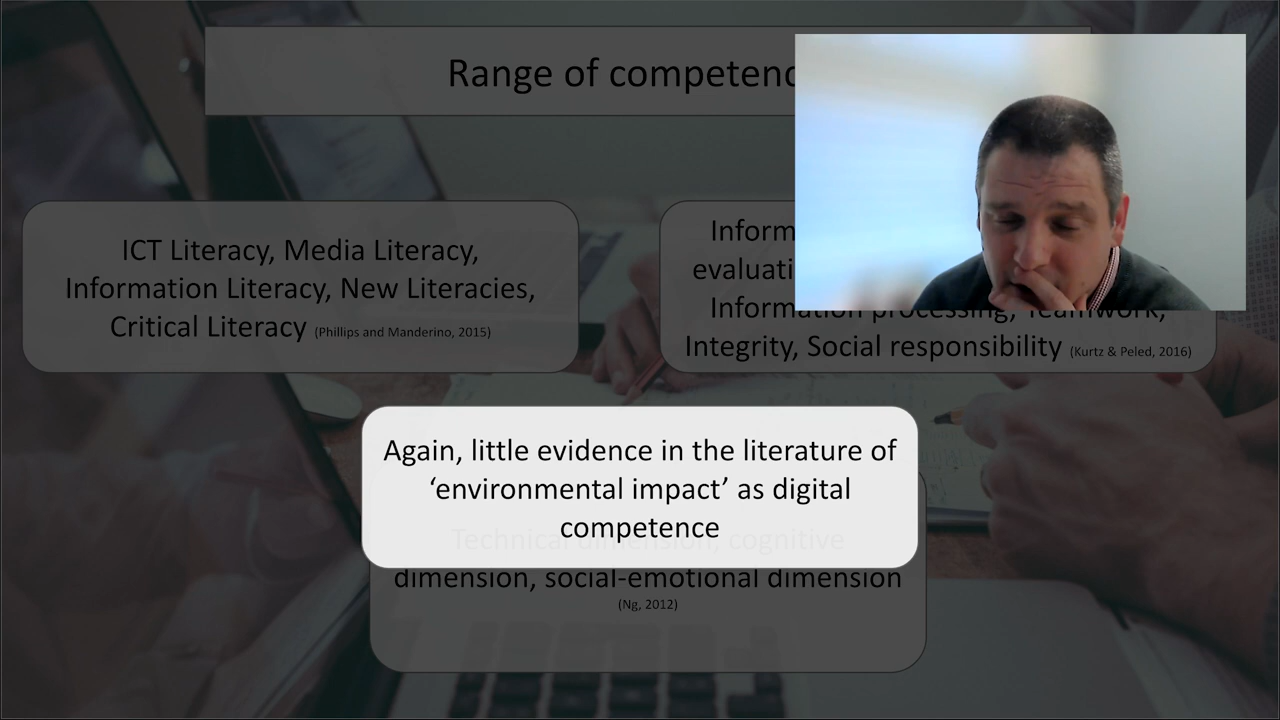 Range of competenc
ICT Literacy, Media Literacy,
Information Literacy, New Literacies,
Critical Literacy (Phillips and Manderino, 2015)
Inform
evaluati
Information processing, Teamwork,
Integrity, Social responsibility (Kurtz & Peled, 2016)
Again, little evidence in the literature of
‘environmental impact’ as digital
competence
Technical dimension, cognitive
dimension, social-emotional dimension
(Ng, 2012)